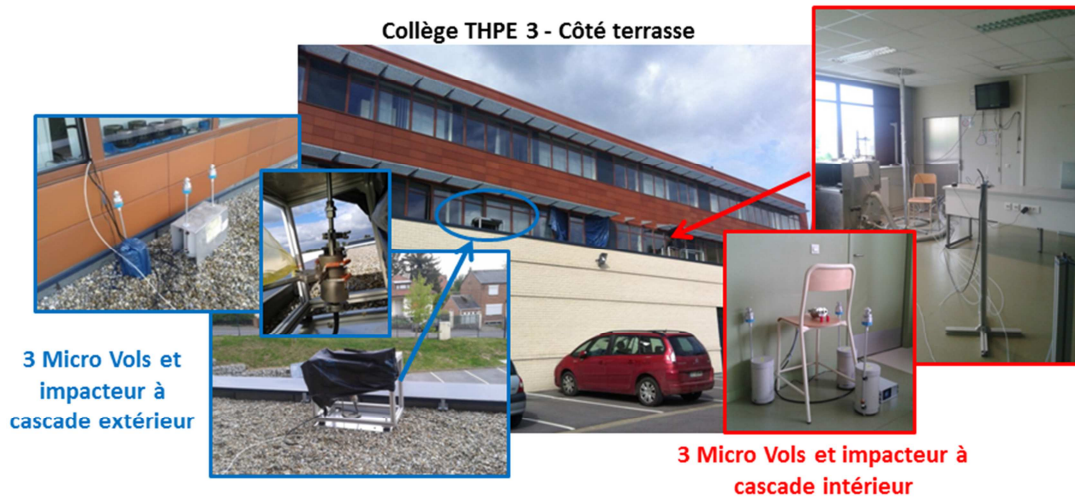 Collège THPE 3 - Côté terrasse
3 Micro Vols et
impacteur à
cascade extérieur
3 Micro Vols et impacteur à
cascade intérieur